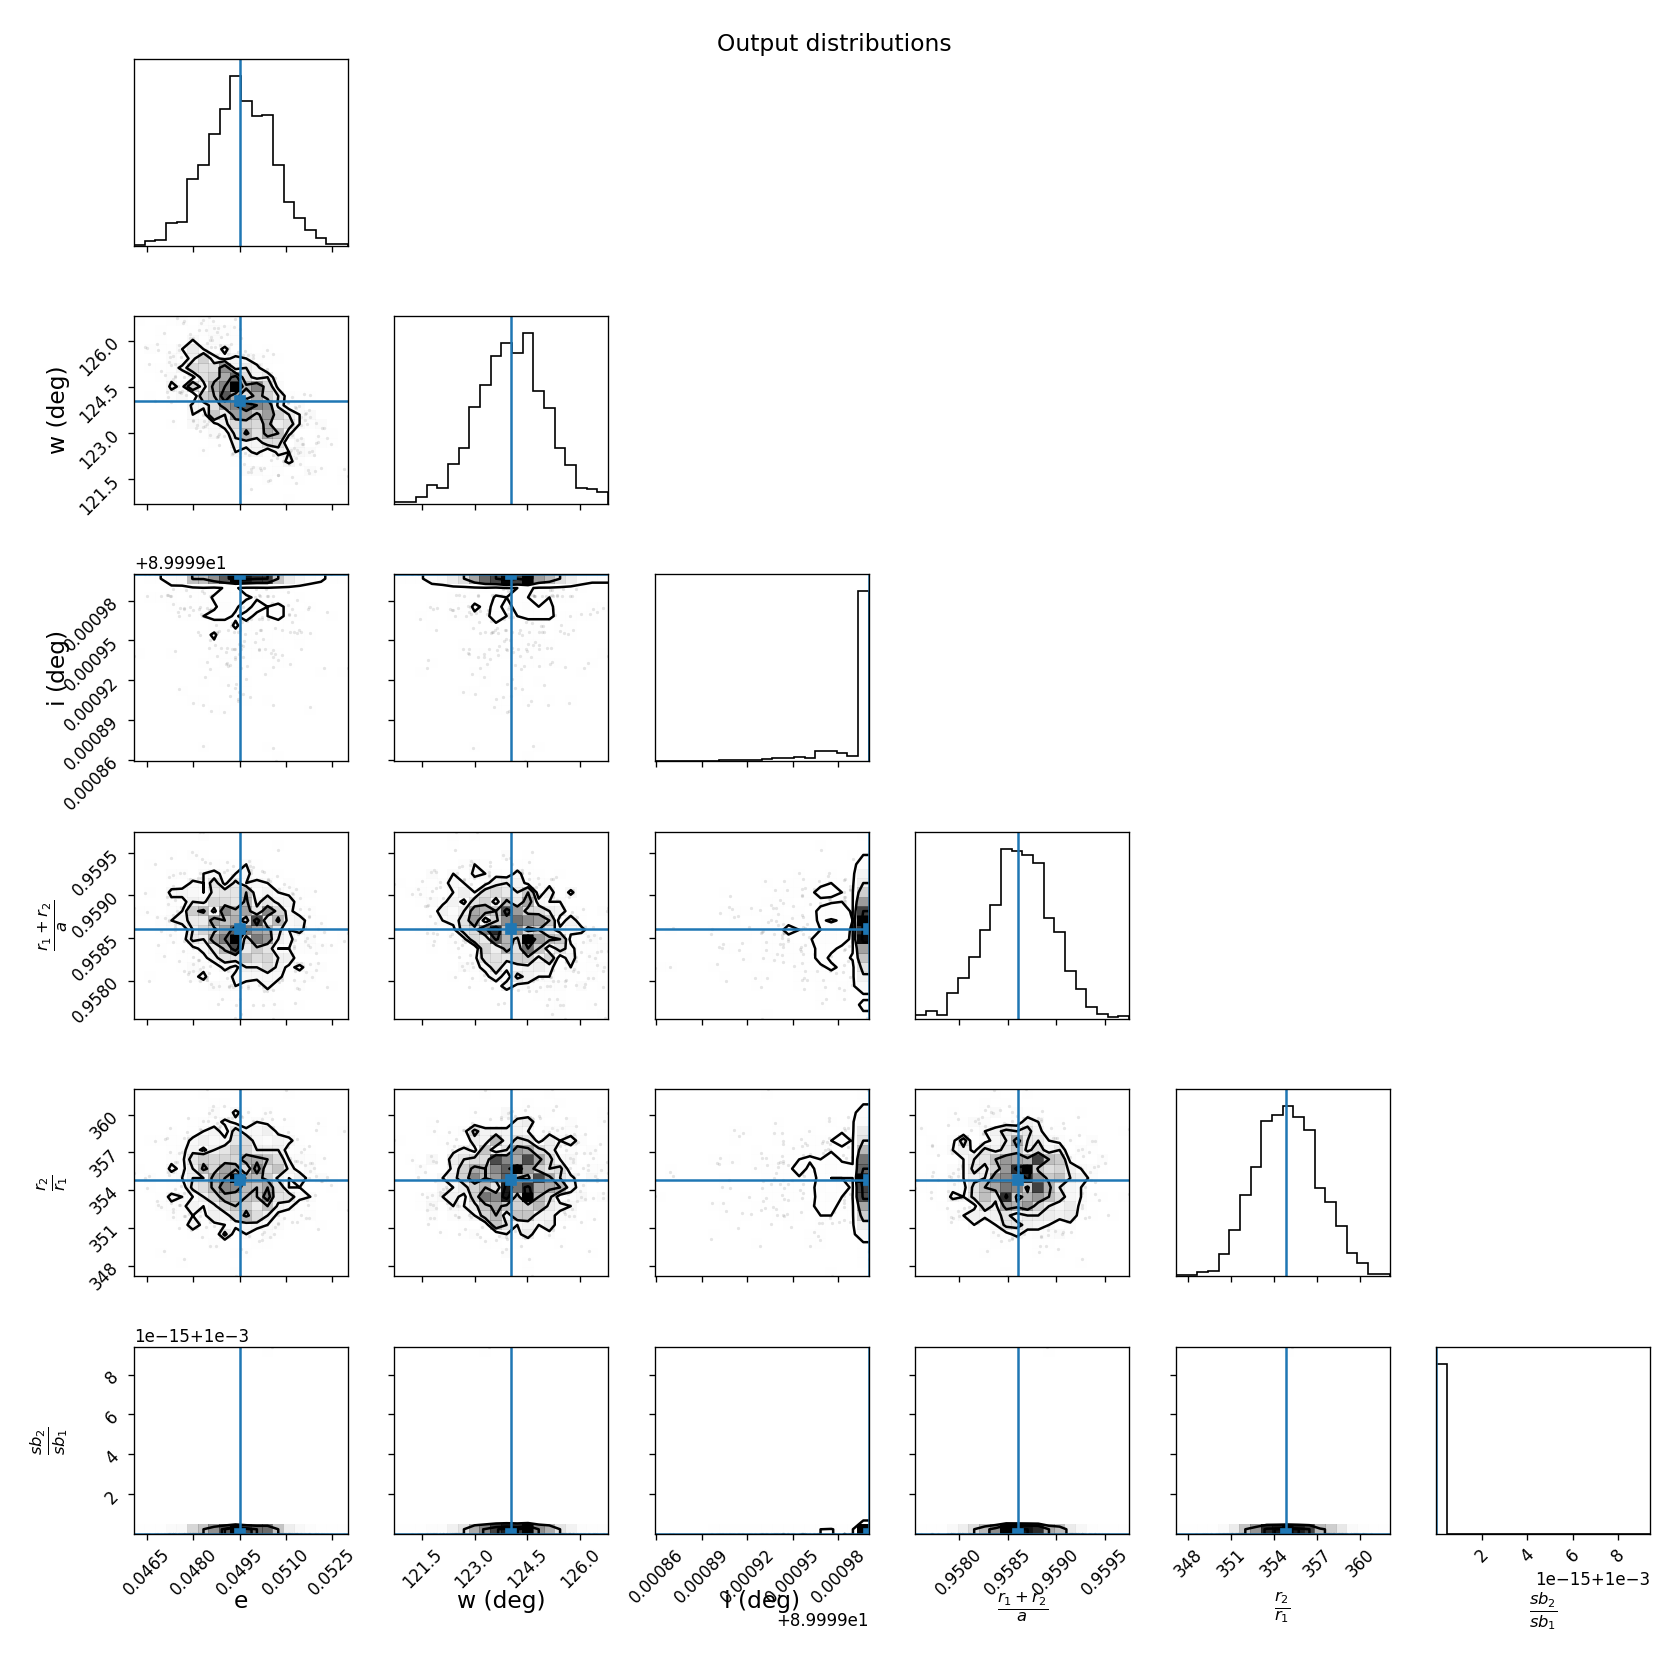 Output distributions
w (deg)
126.0
124.5
123.0
121.5
+8.9999e1
i (deg)
0.00098
0.00095
0.00092
0.00089
0.00086
r₁ + r₂
a
0.9595
0.9590
0.9585
0.9580
r₂
r₁
360
357
354
351
348
1e−15+1e−3
sb₂
sb₁
8
6
4
2
0.0465 0.0480 0.0495 0.0510 0.0525
e
121.5 123.0 124.5 126.0
w (deg)
0.00086 0.00089 0.00092 0.00095 0.00098
i (deg)
+8.9999e1
0.9580 0.9585 0.9590 0.9595
r₁ + r₂
a
348 351 354 357 360
r₂
r₁
2 4 6 8
1e−15+1e−3
sb₂
sb₁